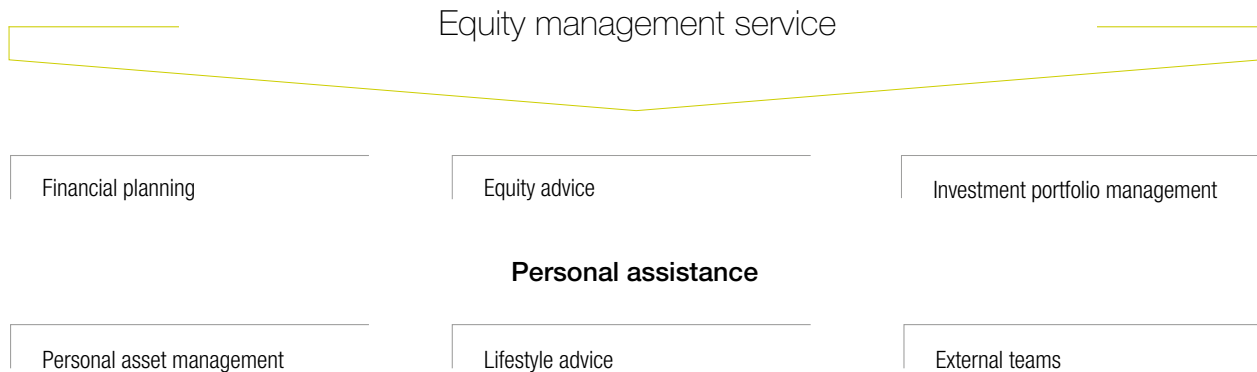 Equity management service
Financial planning
Equity advice
Investment portfolio management
Personal assistance
Personal asset management
Lifestyle advice
External teams